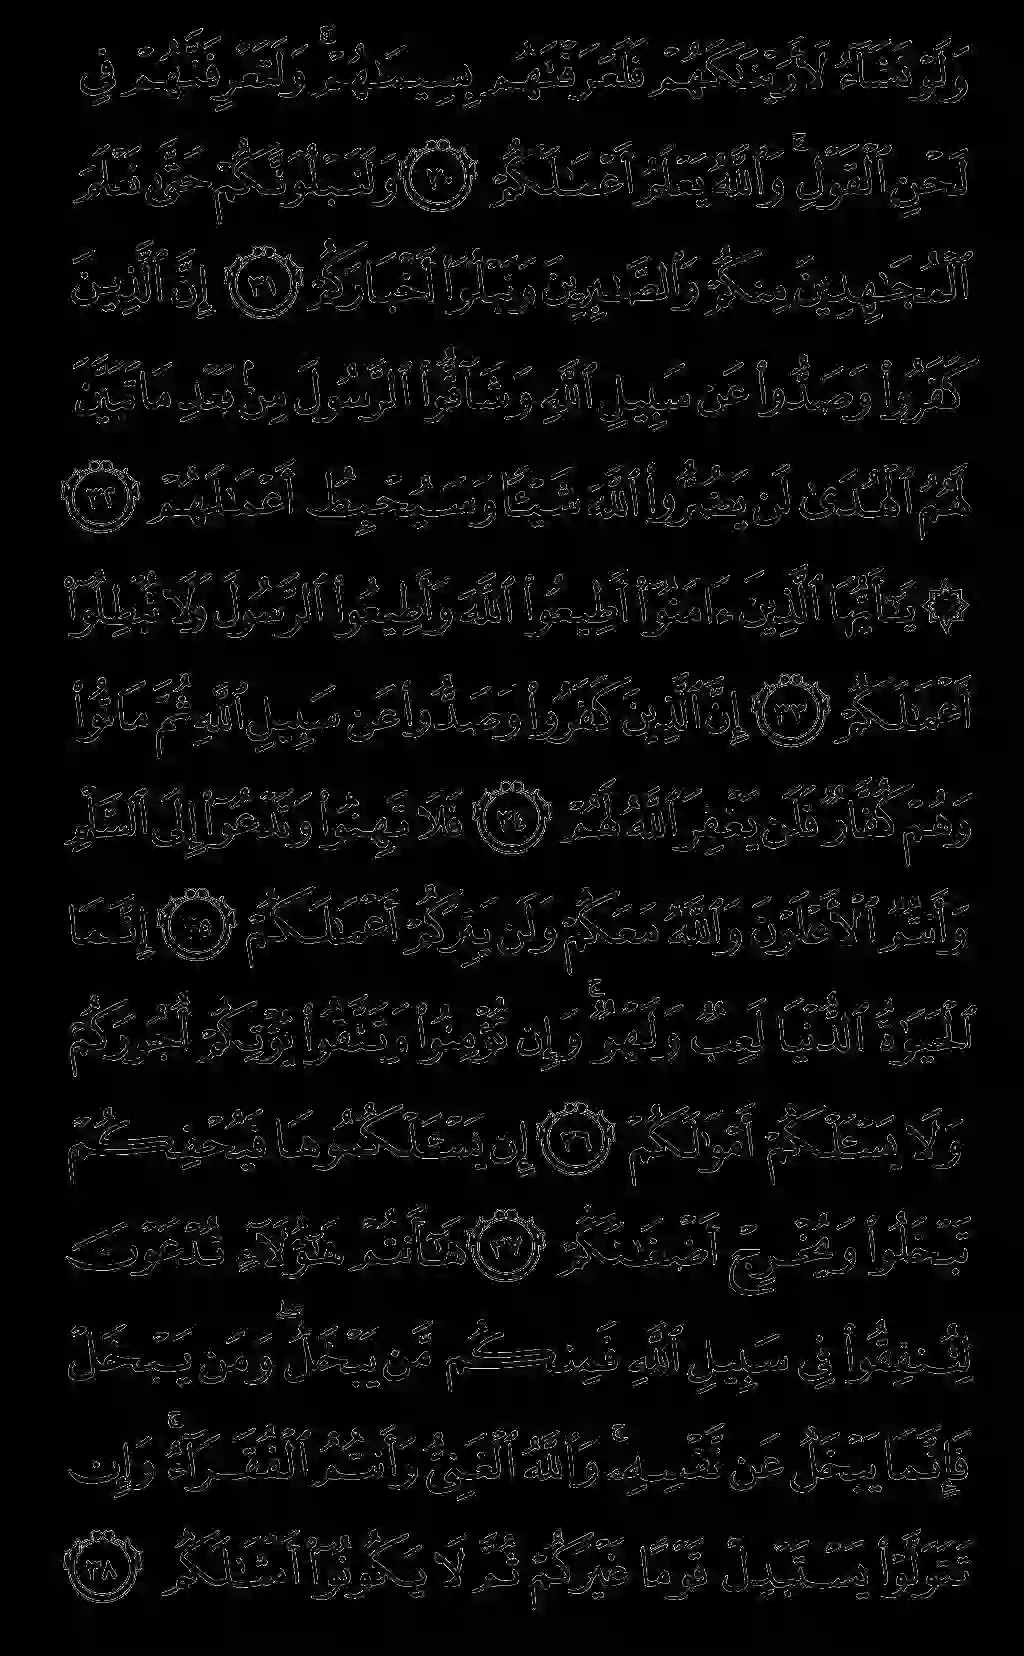 وَلَوْ نَشَآءُ لَأَرَيْنَٰكَهُمْ فَلَعَرَفْتَهُم بِسِيمَٰهُمْ ۚ وَلَتَعْرِفَنَّهُمْ فِى
لَحْنِ ٱلْقَوْلِ ۚ وَٱللَّهُ يَعْلَمُ أَعْمَٰلَكُمْ ٣٠ وَلَنَبْلُوَنَّكُمْ حَتَّىٰ نَعْلَمَ
ٱلْمُجَٰهِدِينَ مِنكُمْ وَٱلصَّٰبِرِينَ وَنَبْلُوَا۟ أَخْبَارَكُمْ ٣١ إِنَّ ٱلَّذِينَ
كَفَرُوا۟ وَصَدُّوا۟ عَن سَبِيلِ ٱللَّهِ وَشَآقُّوا۟ ٱلرَّسُولَ مِنۢ بَعْدِ مَا تَبَيَّنَ
لَهُمُ ٱلْهُدَىٰ لَن يَضُرُّوا۟ ٱللَّهَ شَيْـًٔا وَسَيُحْبِطُ أَعْمَٰلَهُمْ ٣٢
۞ يَٰٓأَيُّهَا ٱلَّذِينَ ءَامَنُوٓا۟ أَطِيعُوا۟ ٱللَّهَ وَأَطِيعُوا۟ ٱلرَّسُولَ وَلَا تُبْطِلُوٓا۟
أَعْمَٰلَكُمْ ٣٣ إِنَّ ٱلَّذِينَ كَفَرُوا۟ وَصَدُّوا۟ عَن سَبِيلِ ٱللَّهِ ثُمَّ مَاتُوا۟
وَهُمْ كُفَّارٌ فَلَن يَغْفِرَ ٱللَّهُ لَهُمْ ٣٤ فَلَا تَهِنُوا۟ وَتَدْعُوٓا۟ إِلَى ٱلسَّلْمِ
وَأَنتُمُ ٱلْأَعْلَوْنَ وَٱللَّهُ مَعَكُمْ وَلَن يَتِرَكُمْ أَعْمَٰلَكُمْ ٣٥ إِنَّمَا
ٱلْحَيَوٰةُ ٱلدُّنْيَا لَعِبٌ وَلَهْوٌ ۚ وَإِن تُؤْمِنُوا۟ وَتَتَّقُوا۟ يُؤْتِكُمْ أُجُورَكُمْ
وَلَا يَسْـَٔلْكُمْ أَمْوَٰلَكُمْ ٣٦ إِن يَسْـَٔلْكُمُوهَا فَيُحْفِكُمْ
تَبْخَلُوا۟ وَيُخْرِجْ أَضْغَٰنَكُمْ ٣٧ هَٰٓأَنتُمْ هَٰٓؤُلَآءِ تُدْعَوْنَ
لِتُنفِقُوا۟ فِى سَبِيلِ ٱللَّهِ فَمِنكُم مَّن يَبْخَلُ ۖ وَمَن يَبْخَلْ
فَإِنَّمَا يَبْخَلُ عَن نَّفْسِهِۦ ۚ وَٱللَّهُ ٱلْغَنِىُّ وَأَنتُمُ ٱلْفُقَرَآءُ ۚ وَإِن
تَتَوَلَّوْا۟ يَسْتَبْدِلْ قَوْمًا غَيْرَكُمْ ثُمَّ لَا يَكُونُوٓا۟ أَمْثَٰلَكُم ٣٨